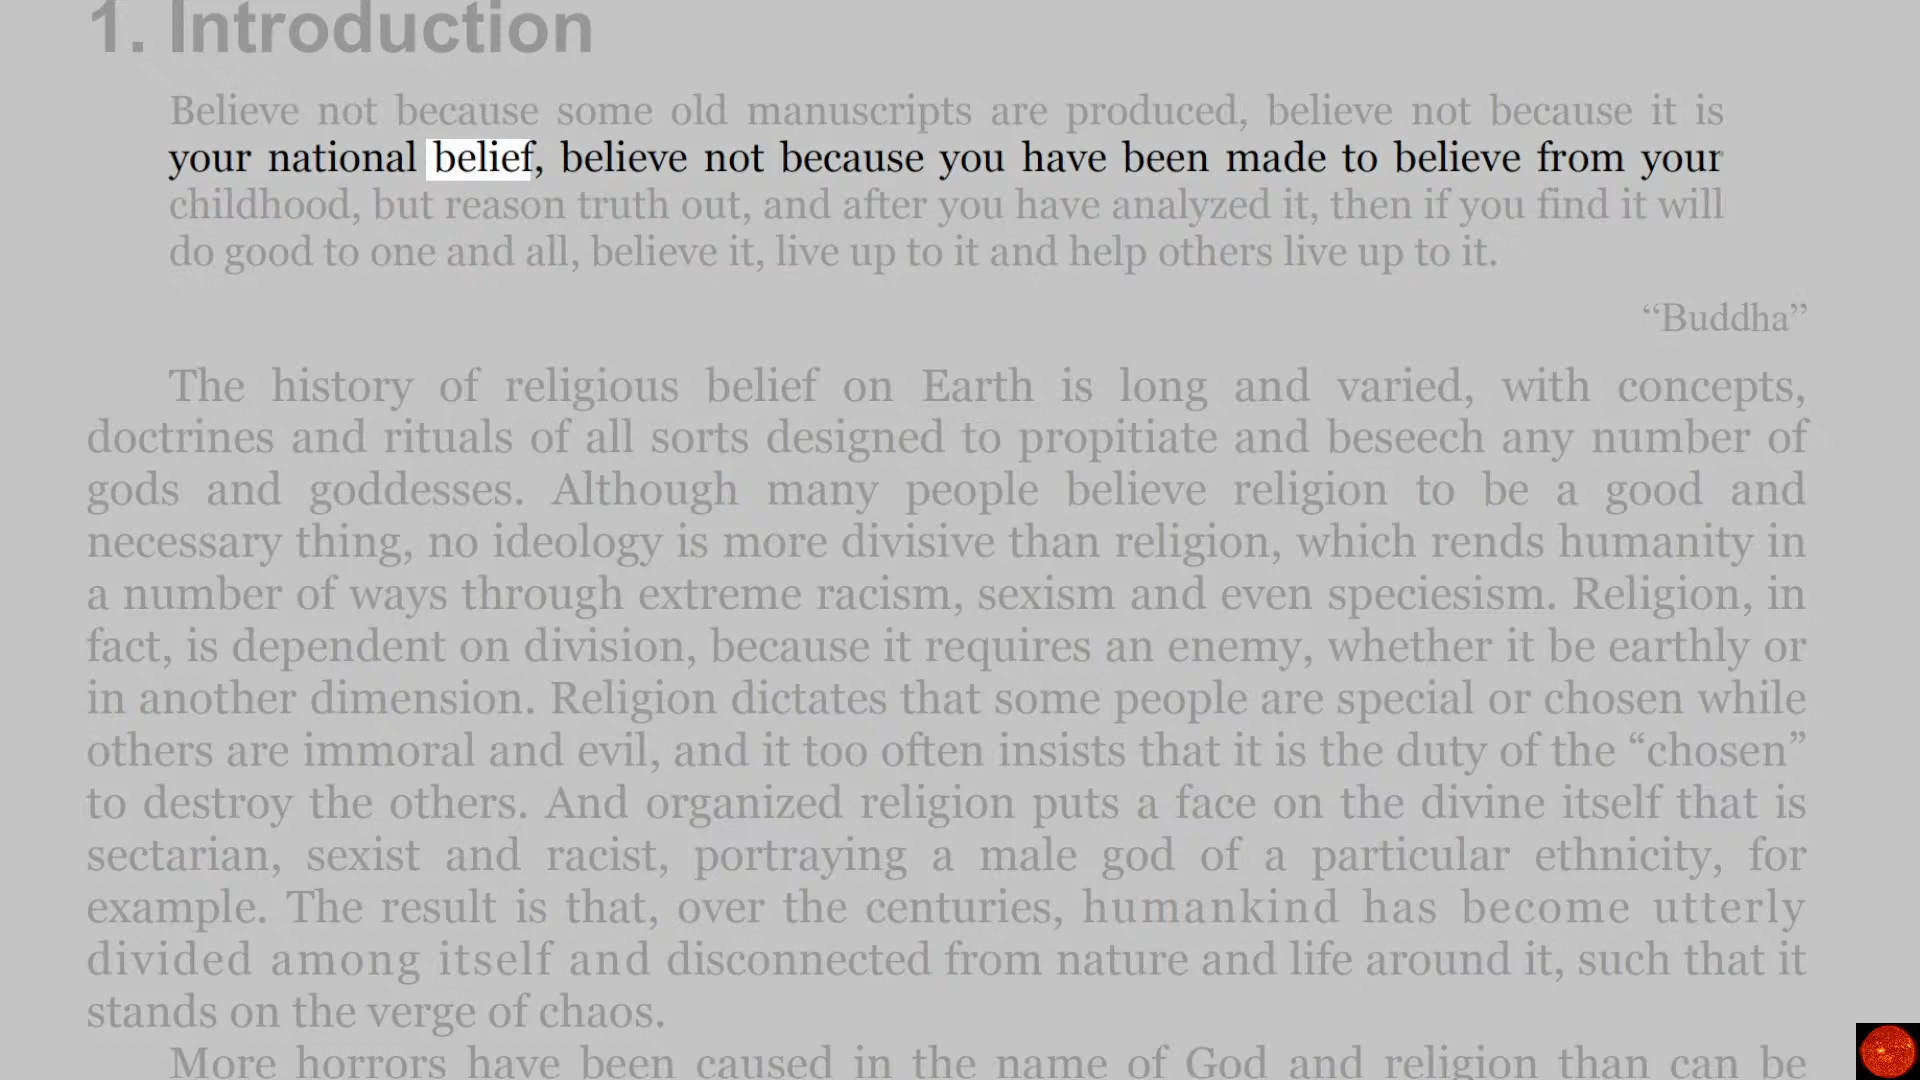 1. Introduction
Believe not because some old manuscripts are produced, believe not because it is
your national belief, believe not because you have been made to believe from your
childhood, but reason truth out, and after you have analyzed it, then if you find it will
do good to one and all, believe it, live up to it and help others live up to it.
“Buddha”
The history of religious belief on Earth is long and varied, with concepts,
doctrines and rituals of all sorts designed to propitiate and beseech any number of
gods and goddesses. Although many people believe religion to be a good and
necessary thing, no ideology is more divisive than religion, which rends humanity in
a number of ways through extreme racism, sexism and even speciesism. Religion, in
fact, is dependent on division, because it requires an enemy, whether it be earthly or
in another dimension. Religion dictates that some people are special or chosen while
others are immoral and evil, and it too often insists that it is the duty of the “chosen”
to destroy the others. And organized religion puts a face on the divine itself that is
sectarian, sexist and racist, portraying a male god of a particular ethnicity, for
example. The result is that, over the centuries, humankind has become utterly
divided among itself and disconnected from nature and life around it, such that it
stands on the verge of chaos.
More horrors have been caused in the name of God and religion than can be